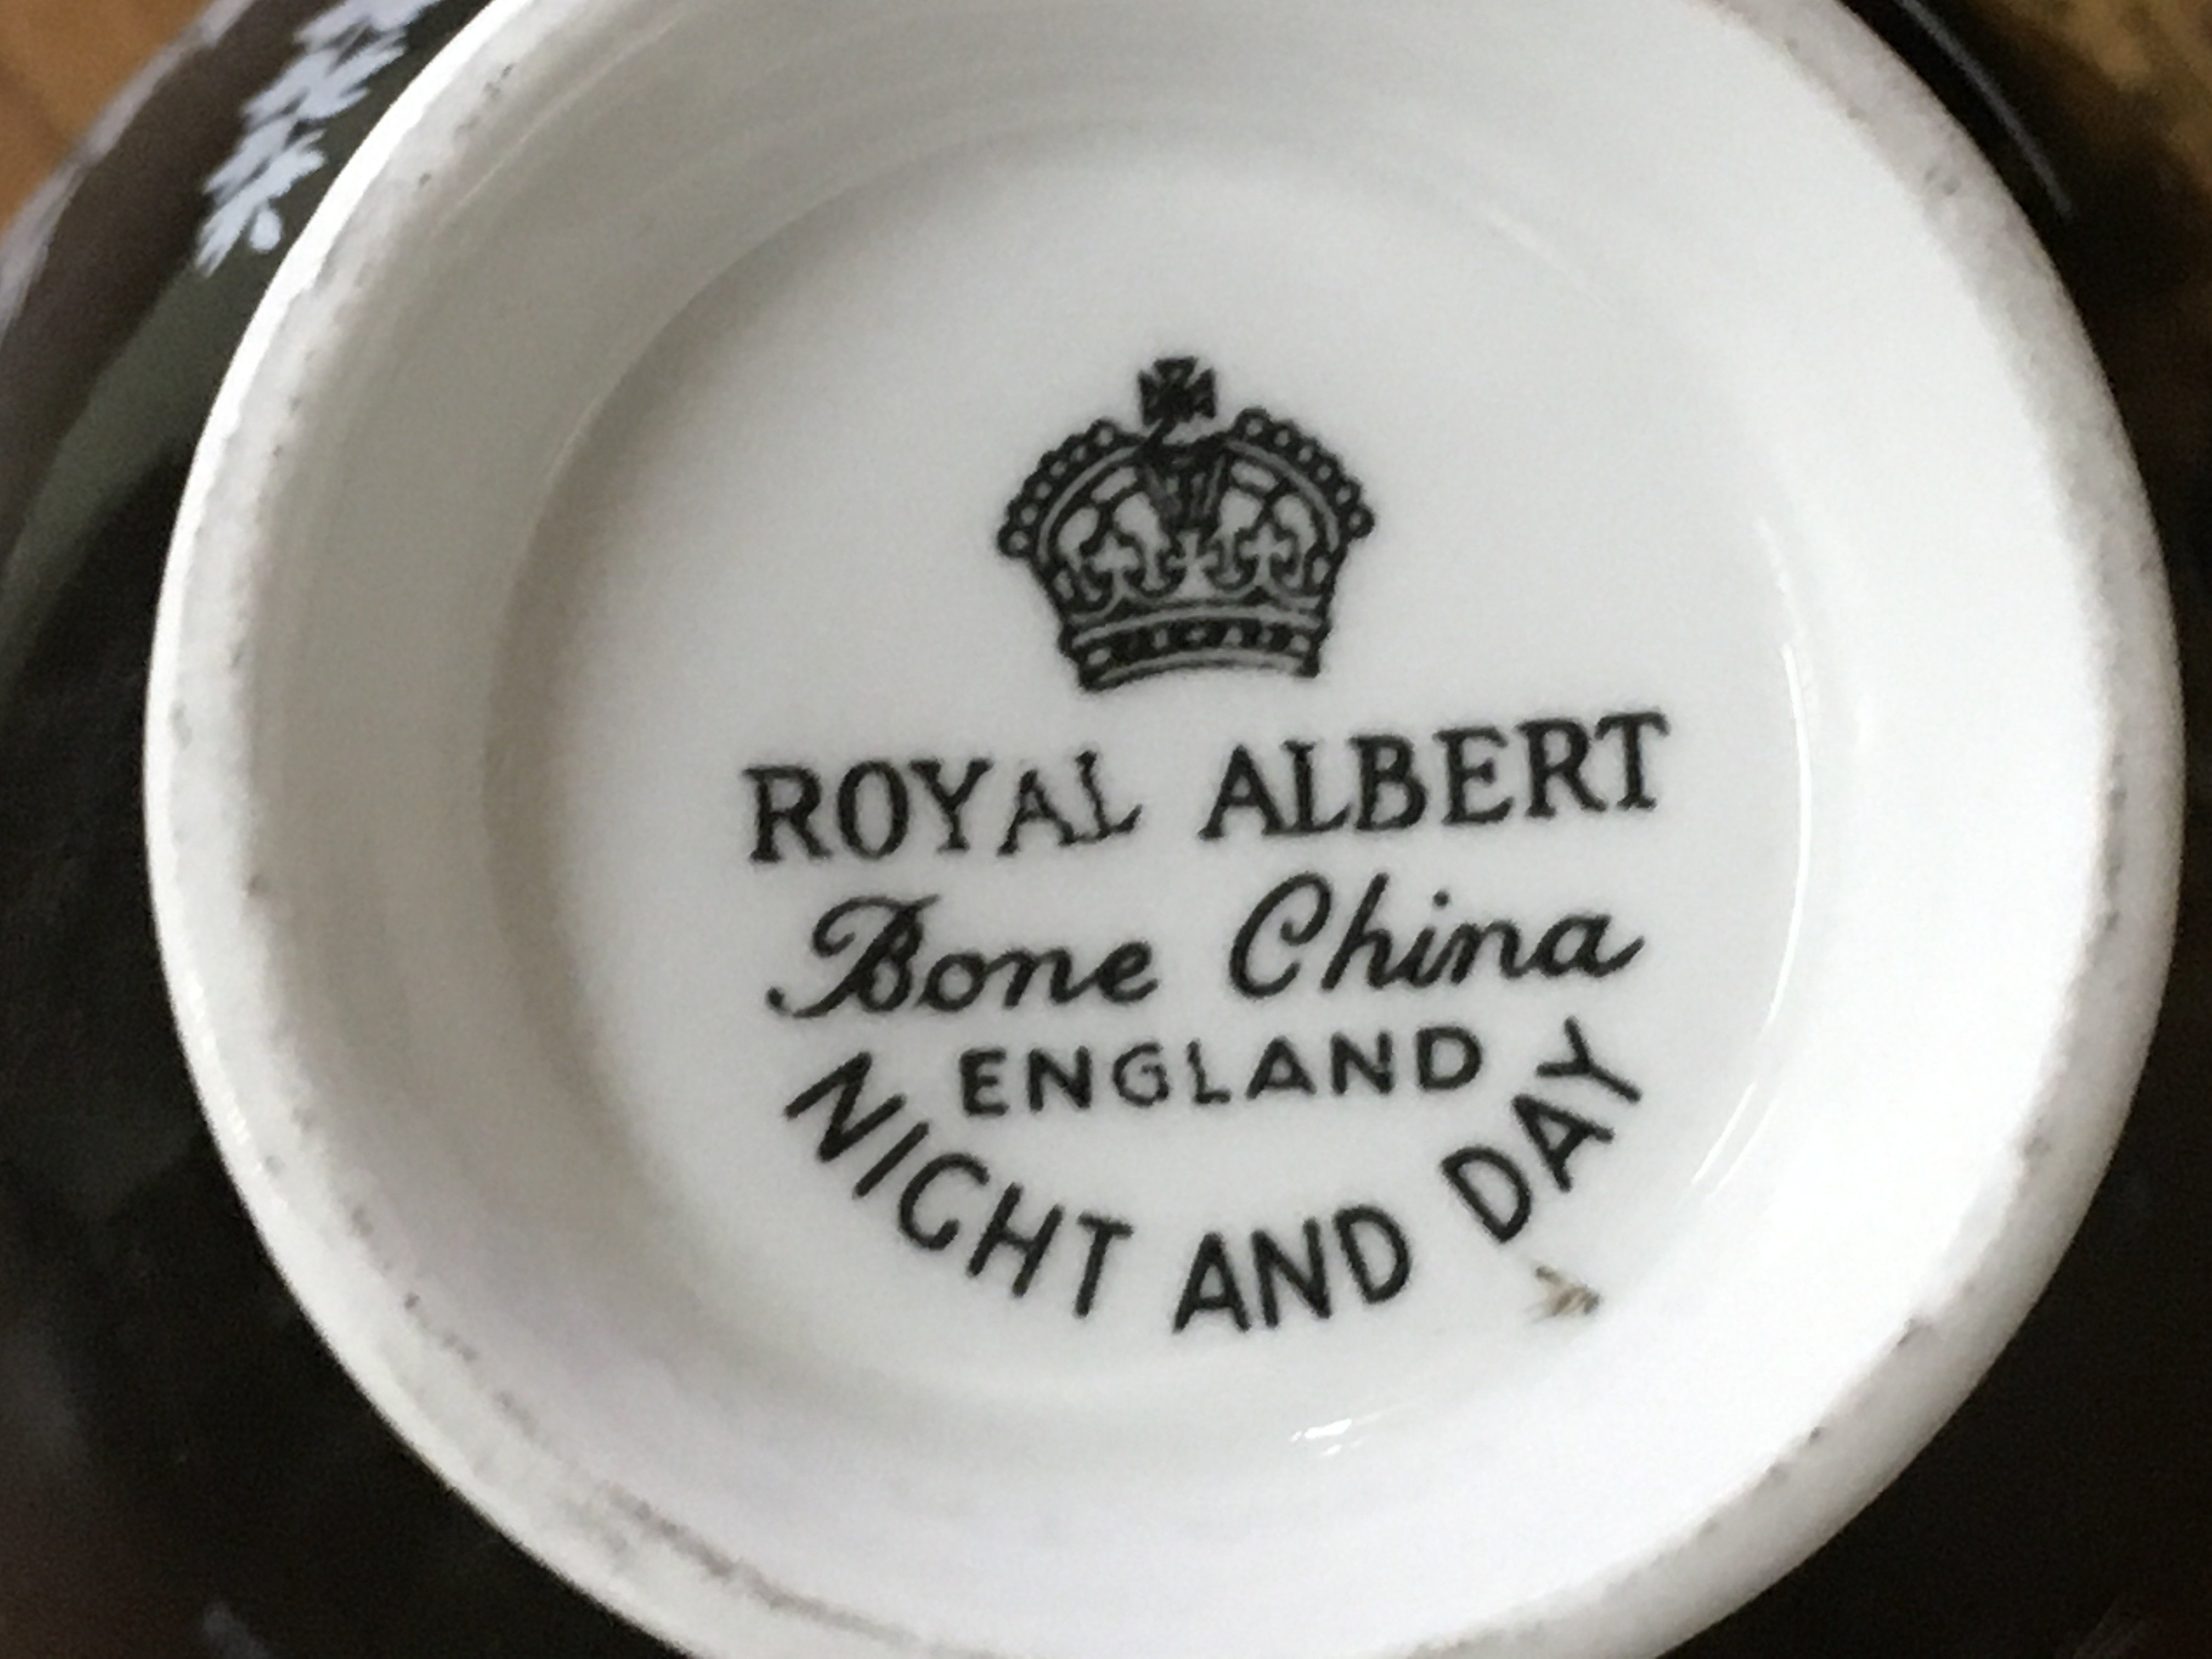 ROYAL ALBERT
Bone China
ENGLAND
NIGHT AND DAY